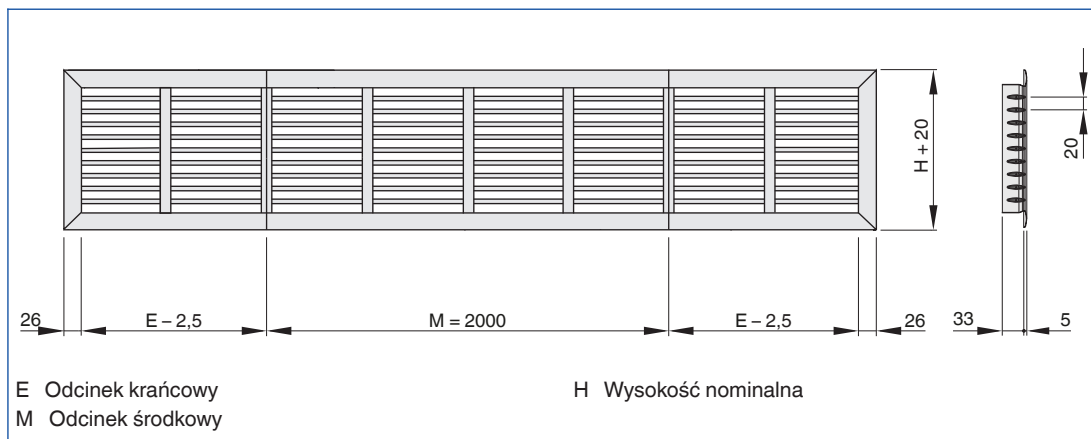 H + 20
20
26
E – 2,5
M = 2000
E – 2,5
26
33
5
E Odcinek krańcowy
H Wysokość nominalna
M Odcinek środkowy